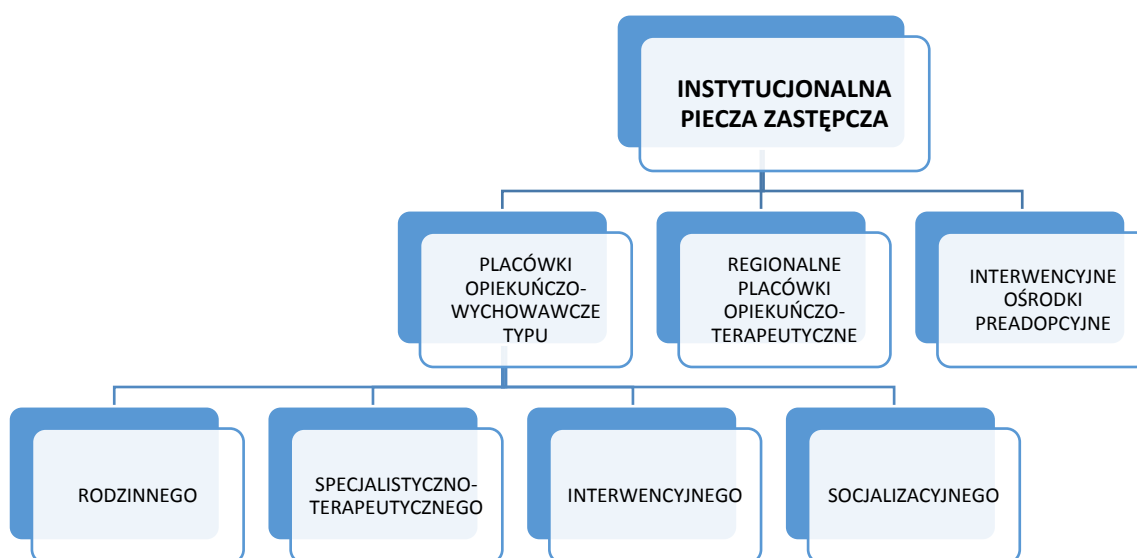 INSTYTUCJONALNA
PIECZA ZASTĘPCZA
PLACÓWKI
OPIEKUŃCZO-
WYCHOWAWCZE
TYPU
REGIONALNE
PLACÓWKI
OPIEKUŃCZO-
TERAPEUTYCZNE
INTERWENCYJNE
OŚRODKI
PREADOPCYJNE
RODZINNEGO
SPECJALISTYCZNO-
TERAPEUTYCZNEGO
INTERWENCYJNEGO
SOCJALIZACYJNEGO